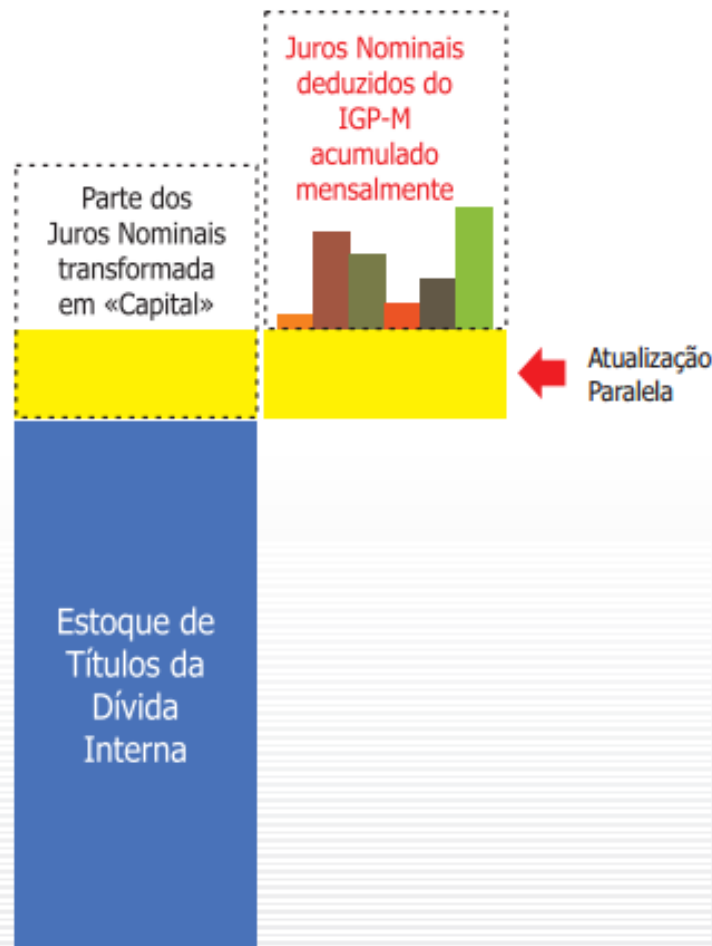 Juros Nominais
deduzidos do
IGP-M
acumulado
mensalmente
Parte dos
Juros Nominais
transformada
em «Capital»
Atualização
Paralela
Estoque de
Títulos da
Dívida
Interna